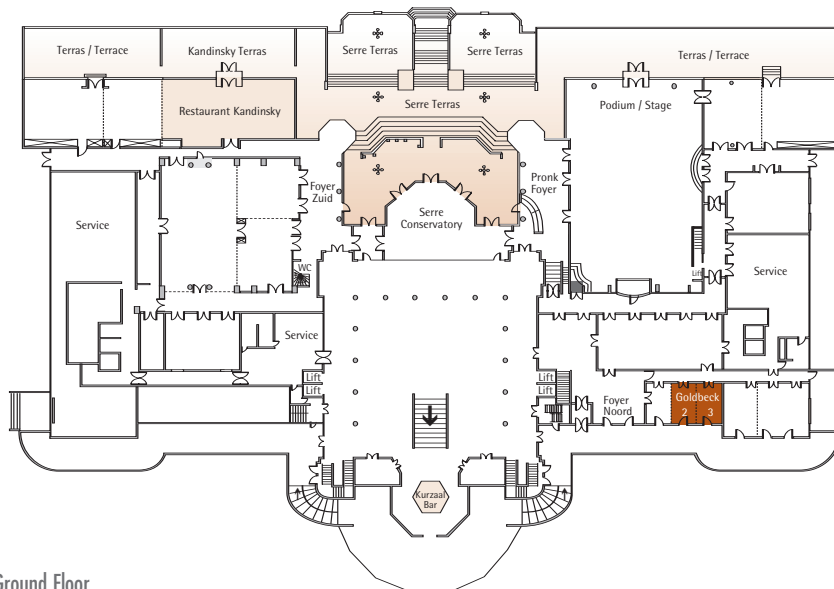 Terras / Terrace
Kandinsky Terras
Serre Terras
Serre Terras
Terras / Terrace
Restaurant Kandinsky
Serre Terras
Podium / Stage
Foyer
Zuid
Pronk
Foyer
Service
Serre
Conservatory
WC
Lift
Service
Service
Lift
Lift
Lift
Lift
Foyer
Noord
Goldbeck
2
3
Kurzaal
Bar
Ground Floor